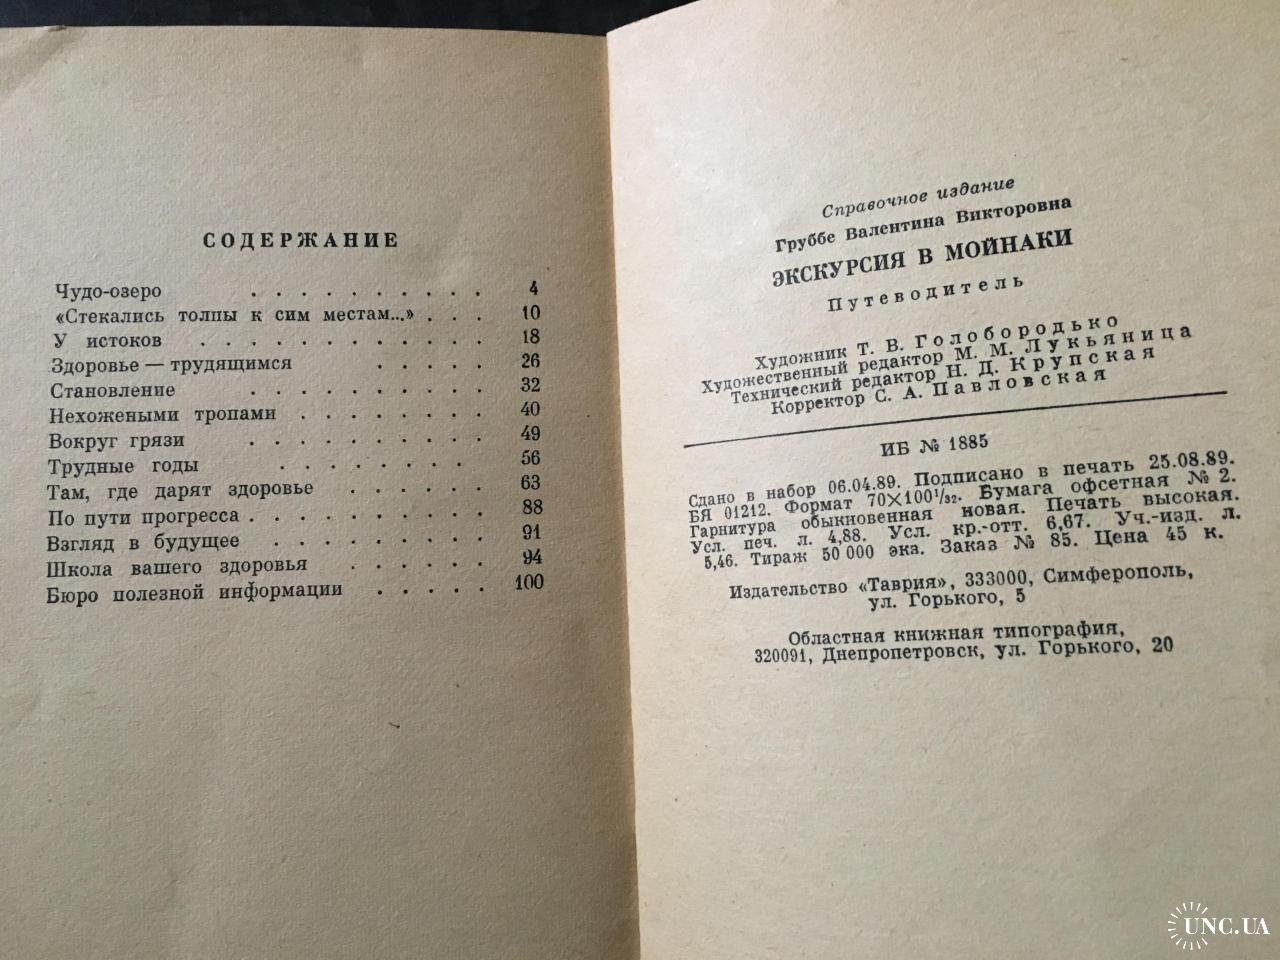 СОДЕРЖАНИЕ
Чудо-озеро . . . . . . . . . . 4
«Стекались толпы к сим местам...» . . . 10
У истоков . . . . . . . . . . . . 18
Здоровье — трудящимся . . . . . 26
Становление . . . . . . . . . . 32
Нехожеными тропами . . . . . . . 40
Вокруг грязи . . . . . . . . . 49
Трудные годы . . . . . . . 56
Там, где дарят здоровье . . . . . . 63
По пути прогресса . . . . . . . . . . 88
Взгляд в будущее . . . . . . . . . 91
Школа вашего здоровья . . . . . . 94
Бюро полезной информации . . . . . 100
Справочное издание
Груббе Валентина Викторовна
ЭКСКУРСИЯ В МОЙНАКИ
Путеводитель
Художник Т. В. Голобородько
Художественный редактор М. М. Лукьяница
Технический редактор Н. Д. Крупская
Корректор С. А. Павловская
ИБ № 1885
Сдано в набор 06.04.89. Подписано в печать 25.08.89.
БЯ 01212. Формат 70×100¹/₃₂. Бумага офсетная № 2.
Гарнитура обыкновенная новая. Печать высокая.
Усл. печ. л. 4,88. Усл. кр.-отт. 6,67. Уч.-изд. л.
5,46. Тираж 50 000 экз. Заказ № 85. Цена 45 к.
Издательство «Таврия», 333000, Симферополь,
ул. Горького, 5
Областная книжная типография,
320091, Днепропетровск, ул. Горького, 20
UNC.UA